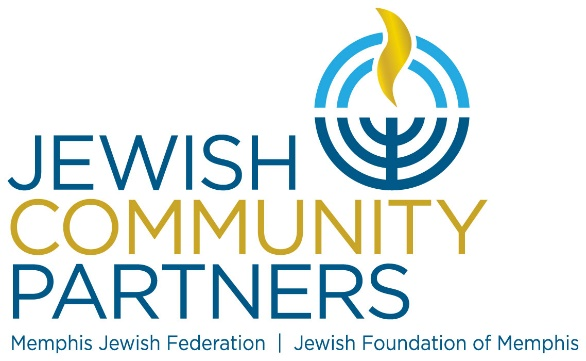 JEWISH
COMMUNITY
PARTNERS
Memphis Jewish Federation | Jewish Foundation of Memphis